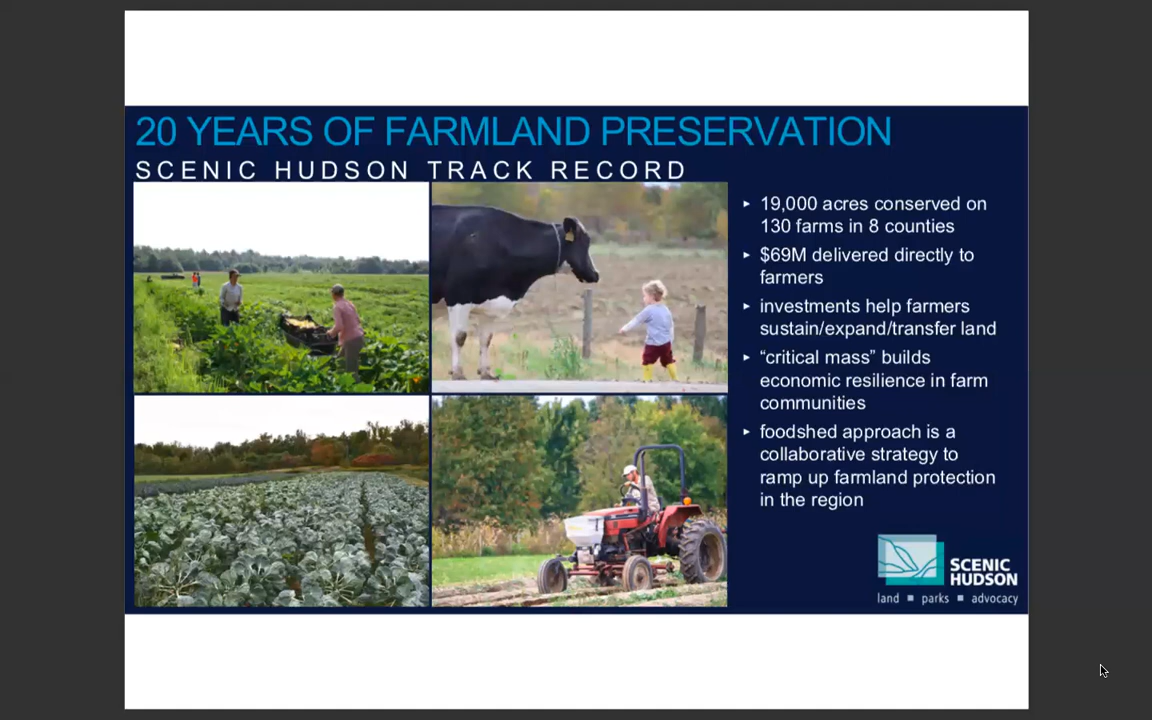 20 YEARS OF FARMLAND PRESERVATION
SCENIC HUDSON TRACK RECORD
▸ 19,000 acres conserved on
130 farms in 8 counties
▸ $69M delivered directly to
farmers
▸ investments help farmers
sustain/expand/transfer land
▸ “critical mass” builds
economic resilience in farm
communities
▸ foodshed approach is a
collaborative strategy to
ramp up farmland protection
in the region
SCENIC
HUDSON
land ▪ parks ▪ advocacy